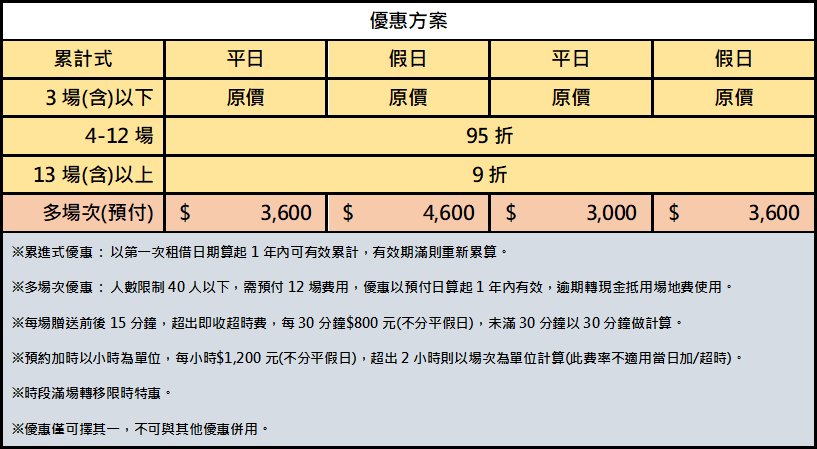 優惠方案
累計式 平日 假日 平日 假日
3 場(含)以下 原價 原價 原價 原價
4-12 場 95 折
13 場(含)以上 9 折
多場次(預付) $ 3,600 $ 4,600 $ 3,000 $ 3,600
※累進式優惠 : 以第一次租借日期算起 1 年內可有效累計，有效期滿則重新累算。
※多場次優惠 : 人數限制 40 人以下，需預付 12 場費用，優惠以預付日算起 1 年內有效，逾期轉現金抵用場地費使用。
※每場贈送前後 15 分鐘，超出即收超時費，每 30 分鐘$800 元(不分平假日)，未滿 30 分鐘以 30 分鐘做計算。
※預約加時以小時為單位，每小時$1,200 元(不分平假日)，超出 2 小時則以場次為單位計算(此費率不適用當日加/超時)。
※時段滿場轉移限時特惠。
※優惠僅可擇其一，不可與其他優惠併用。